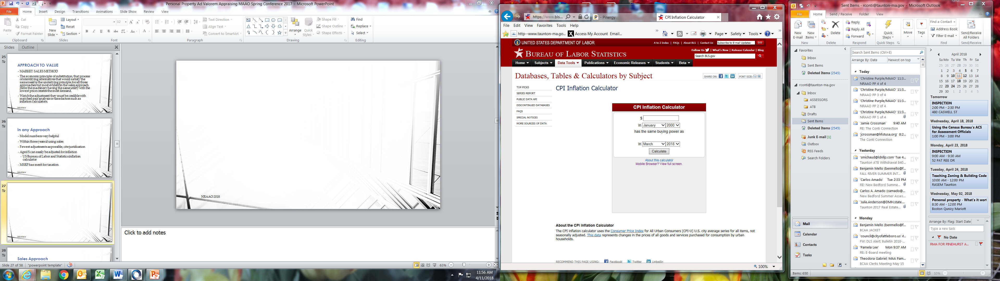 Personal Property Ad Valorem Appraising MAAO Spring Conference 2017 - Microsoft PowerPoint
File Home Insert Design Transitions Animations Slide Show Review View
Paste
Cut
Copy
Format Painter
Clipboard
New Slide
Layout
Reset
Section
Slides
32
Font
Paragraph
Text Direction
Align Text
Convert to SmartArt
Arrange
Quick Styles
Shape Fill
Shape Outline
Shape Effects
Drawing
Find
Replace
Select
Editing
Slides Outline
25
APPROACH TO VALUE
MARKET SALES METHOD
The economic principle of substitution, that process
of identifying alternatives that would satisfy the
same need is the underlying principle for all three
approaches but most evident in the sales approach.
Here the machinery having the same utility with the
lowest price creates the most demand.
Watch the adjustment they must be credible with
matched pair analysis or time factors such as
inflation calculators.
NRAAO 2018
26
In any Approach
Model numbers very helpful
Within three years if using sales
Fewest adjustments as possible, cite justification
Aged $ can easily be adjusted for inflation
US Bureau of Labor and Statistics inflation
calculator
MSRP has merit for taxation
NRAAO 2018
27
NRAAO 2018
28
Sales Approach
NRAAO 2018
Click to add notes
Slide 27 of 58 "powerpoint template" 63%
11:56 AM
4/11/2018
https://www.bls.... - Pinergy CPI Inflation Calculator
File Edit View Favorites Tools Help
http--www.taunton-ma.go... Access My Account Email... Page Safety Tools
UNITED STATES DEPARTMENT OF LABOR
A to Z Index | FAQs | About BLS | Contact Us Subscribe to E-mail Updates GO
Follow Us | What's New | Release Calendar | Blog
BUREAU OF LABOR STATISTICS
Search BLS.gov
Home Subjects Data Tools Publications Economic Releases Students Beta
Databases, Tables & Calculators by Subject
SHARE ON: FONT SIZE:
TOP PICKS
SERIES REPORT
PUBLIC DATA API
DISCONTINUED DATABASES
FAQS
SPECIAL NOTICES
MORE SOURCES OF DATA
CPI Inflation Calculator
CPI Inflation Calculator
$
in January 2000
has the same buying power as
in March 2018
Calculate
About this calculator
Mobile Browser? View full screen.
About the CPI Inflation Calculator
The CPI inflation calculator uses the Consumer Price Index for All Urban Consumers (CPI-U) U.S. city average series for all items, not
seasonally adjusted. This data represents changes in the prices of all goods and services purchased for consumption by urban
households.
RECOMMEND THIS PAGE USING: Facebook Twitter LinkedIn
100%
Sent Items - rconti@taunton-ma.gov - Microsoft Outlook
File Home Send / Receive Folder View
New E-mail
New Items
New
Delete
Delete
Reply
Reply All
Forward
Respond
Quick Steps
Quick Steps
Move
Tags
Find a Contact
Address Book
Filter E-mail
Find
Send/Receive All Folders
Send/Receive
Favorites
Inbox
Sent Items
Deleted Items (2545)
rconti@taunton-ma.gov
Inbox
ASSESSORS
ATB
Drafts
Sent Items
Deleted Items (2545)
Junk E-mail [1]
Outbox
RSS Feeds
Search Folders
Mail
Calendar
Contacts
Tasks
Items: 650
Search Sent Items (Ctrl+E)
Arrange By: Date Newest on top
Today
'Christine Purple/MAAO' 11:3...
NRAAO PP 4 of 4
'Christine Purple/MAAO' 11:3...
NRAAO PP 3 of 4
'Christine Purple/MAAO' 11:3...
NRAAO PP 2 of 4
'Christine Purple/MAAO' 11:3...
NRAAO PP 1 of 4
'Jamie Crossman' 9:40 AM
RE: The Conti Connection
'jcrossman@hfotusa.org' 8:2...
The Conti Connection
Yesterday
'smichaud@ldnllp.com' Tue 4...
Taunton ATB Withdrawal 840...
Benjamin Mello (benmello@f...
FALL RIVER SUMMER INT...
'Carlos Amado' Tue 2:33 PM
RE: New Bedford Summe...
Carlos A. Amado (camado@...
New Bedford Summer Asses...
'Julie.Anderson@DMH.state....
Taunton 2017 Real Estate...
Monday
Benjamin Mello (benmello@f...
BCAA JACKET
'council@cityofattleboro.us' /...
FW: DLS Alert: Bulletin 2018-...
'Pamela Lee' Mon 9:37 AM
RE: E-Board meeting
Theodora Gabriel; MAA Pam...
BCAA Clerks Meeting May 15
April 2018
Su Mo Tu We Th Fr Sa
25 26 27 28 29 30 31
1 2 3 4 5 6 7
8 9 10 11 12 13 14
15 16 17 18 19 20 21
22 23 24 25 26 27 28
29 30 1 2 3 4 5
Tomorrow
INSPECTION
2:00 PM - 2:30 PM
480 CASWELL ST
Wednesday, April 18, 2018
Using the Census Bureau's ACS
for Assessment Officials
1:00 PM - 3:00 PM
Monday, April 23, 2018
INSPECTION
9:00 AM - 9:30 AM
52 PAT REE DR
Tuesday, April 24, 2018
Teaching Zoning & Building Code
10:00 AM - 12:00 PM
RASEM Taunton
Wednesday, May 02, 2018
Personal property - What's it wort
8:30 AM - 12:00 PM
Boston Qunicy Mariott
Arrange By: Flag: Start Date
Type a new task
No Date
RMA FOR PINEHURST A...
10%